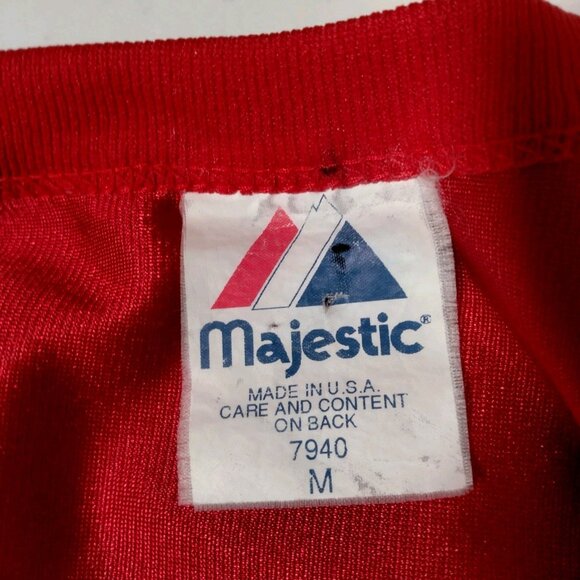 Majestic®
MADE IN U.S.A.
CARE AND CONTENT
ON BACK
7940
M